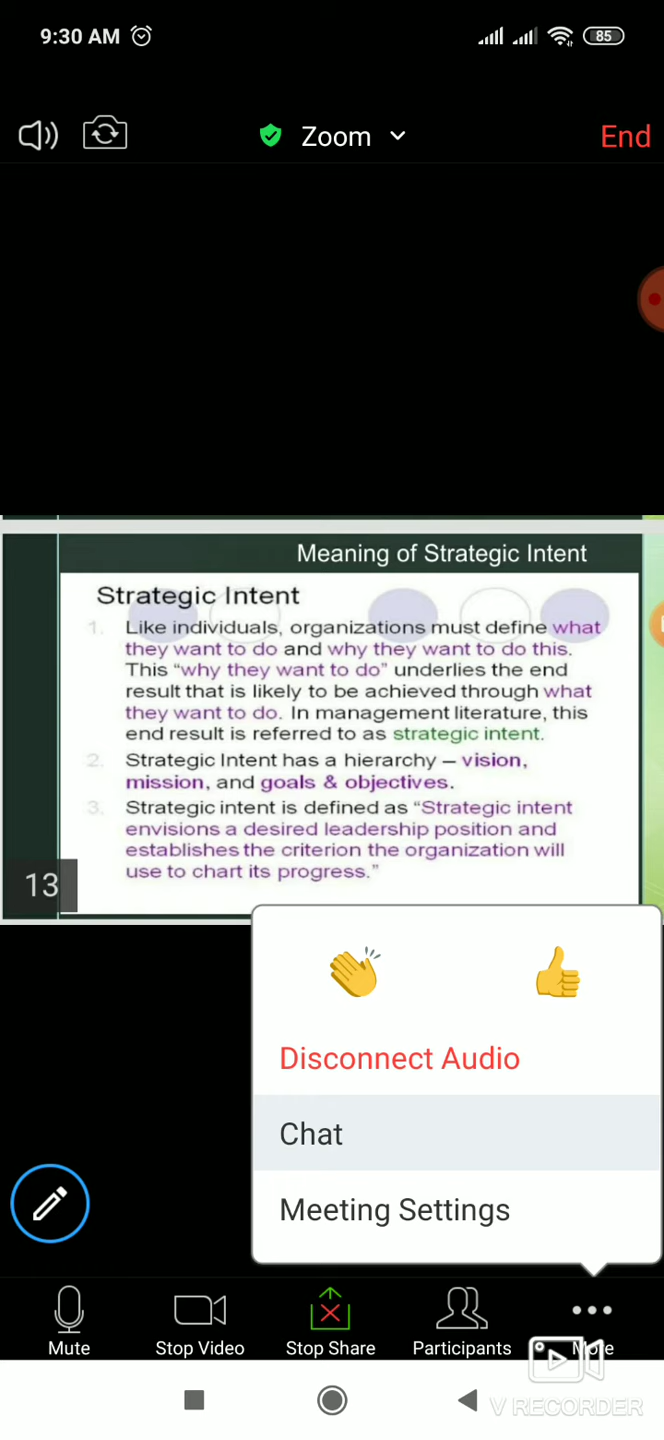 9:30 AM
85
Zoom
End
Meaning of Strategic Intent
Strategic Intent
1. Like individuals, organizations must define what
they want to do and why they want to do this.
This “why they want to do” underlies the end
result that is likely to be achieved through what
they want to do. In management literature, this
end result is referred to as strategic intent.
2. Strategic Intent has a hierarchy – vision,
mission, and goals & objectives.
3. Strategic intent is defined as “Strategic intent
envisions a desired leadership position and
establishes the criterion the organization will
use to chart its progress.”
13
Disconnect Audio
Chat
Meeting Settings
Mute
Stop Video
Stop Share
Participants
More
V RECORDER